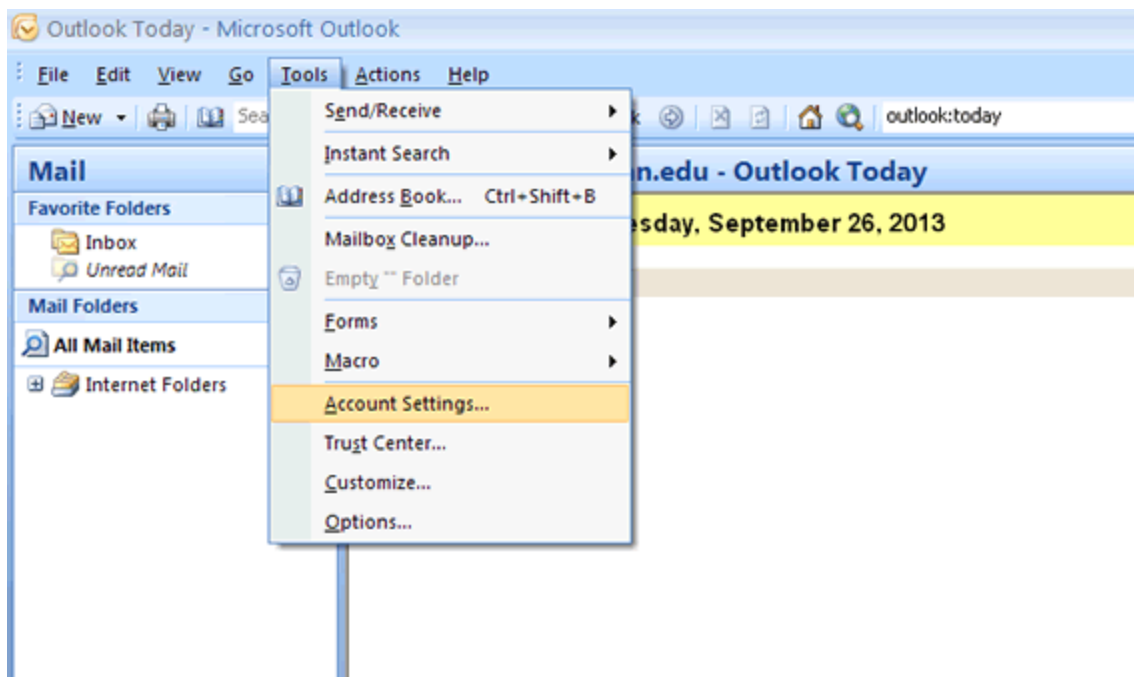 Outlook Today - Microsoft Outlook
File Edit View Go Tools Actions Help
New Sea k outlook:today
Mail
n.edu - Outlook Today
Favorite Folders
esday, September 26, 2013
Inbox
Unread Mail
Mail Folders
All Mail Items
Internet Folders
Send/Receive
Instant Search
Address Book... Ctrl+Shift+B
Mailbox Cleanup...
Empty "" Folder
Forms
Macro
Account Settings...
Trust Center...
Customize...
Options...